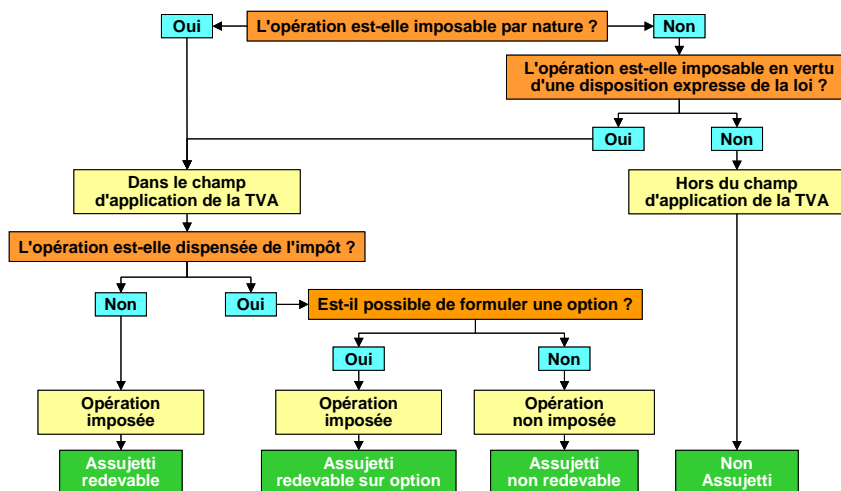 Oui
L'opération est-elle imposable par nature ?
Non
L'opération est-elle imposable en vertu
d'une disposition expresse de la loi ?
Oui
Non
Dans le champ
d'application de la TVA
Hors du champ
d'application de la TVA
L'opération est-elle dispensée de l'impôt ?
Non
Oui
Est-il possible de formuler une option ?
Oui
Non
Opération
imposée
Opération
imposée
Opération
non imposée
Assujetti
redevable
Assujetti
redevable sur option
Assujetti
non redevable
Non
Assujetti